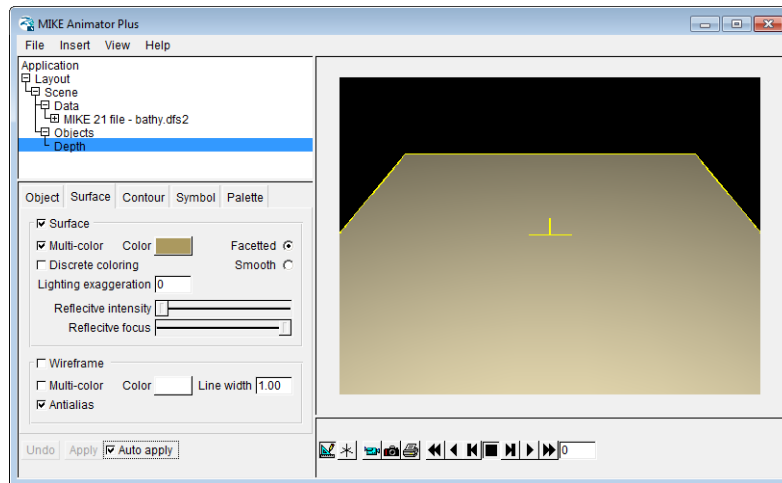 MIKE Animator Plus
File Insert View Help
Application
Layout
Scene
Data
MIKE 21 file - bathy.dfs2
Objects
Depth
Object Surface Contour Symbol Palette
Surface
Multi-color Color Facetted
Discrete coloring Smooth
Lighting exaggeration 0
Reflecitve intensity
Reflecitve focus
Wireframe
Multi-color Color Line width 1.00
Antialias
Undo Apply Auto apply
0